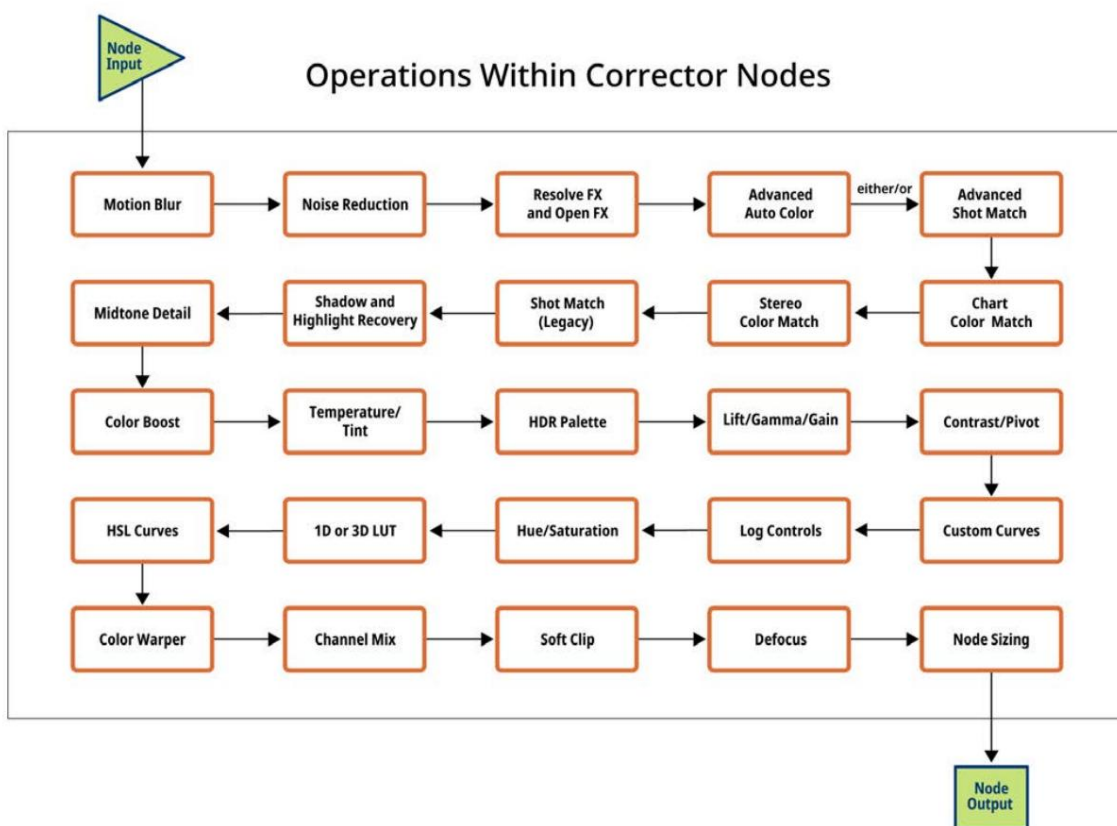 Node
Input
Operations Within Corrector Nodes
Motion Blur
Noise Reduction
Resolve FX
and Open FX
Advanced
Auto Color
either/or
Advanced
Shot Match
Midtone Detail
Shadow and
Highlight Recovery
Shot Match
(Legacy)
Stereo
Color Match
Chart
Color Match
Color Boost
Temperature/
Tint
HDR Palette
Lift/Gamma/Gain
Contrast/Pivot
HSL Curves
1D or 3D LUT
Hue/Saturation
Log Controls
Custom Curves
Color Warper
Channel Mix
Soft Clip
Defocus
Node Sizing
Node
Output